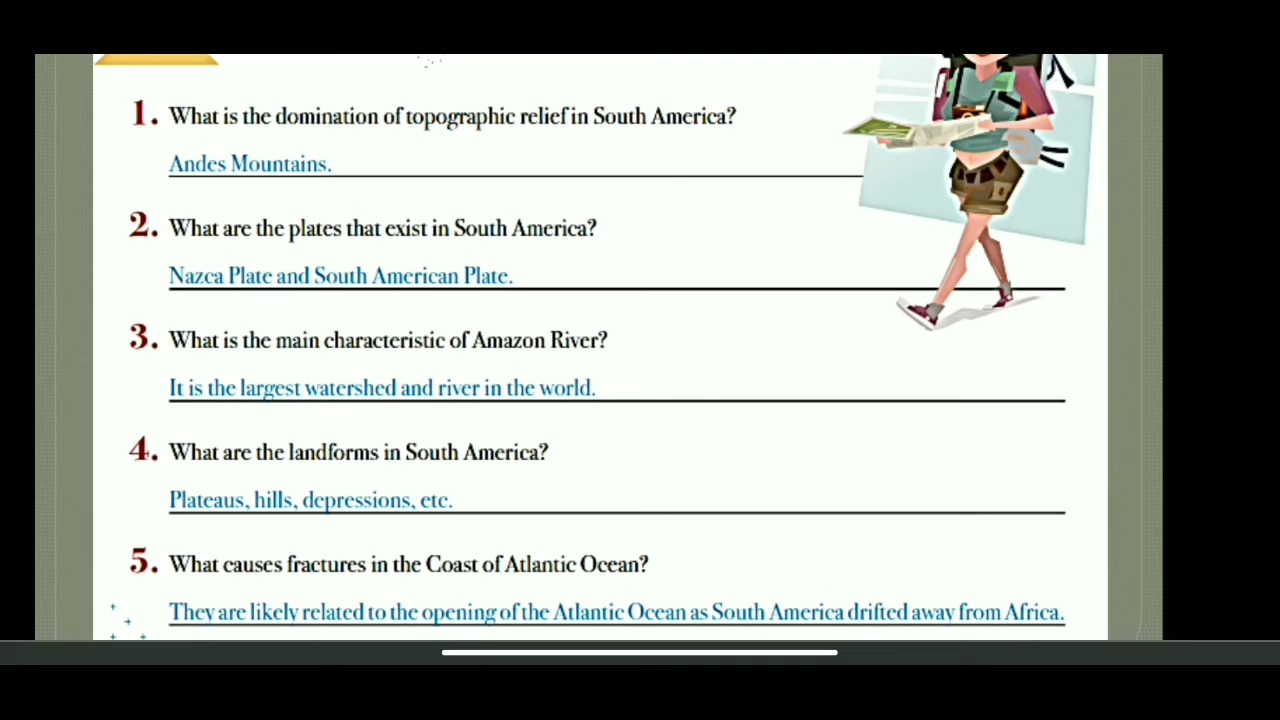 1. What is the domination of topographic relief in South America?
Andes Mountains.
2. What are the plates that exist in South America?
Nazca Plate and South American Plate.
3. What is the main characteristic of Amazon River?
It is the largest watershed and river in the world.
4. What are the landforms in South America?
Plateaus, hills, depressions, etc.
5. What causes fractures in the Coast of Atlantic Ocean?
They are likely related to the opening of the Atlantic Ocean as South America drifted away from Africa.